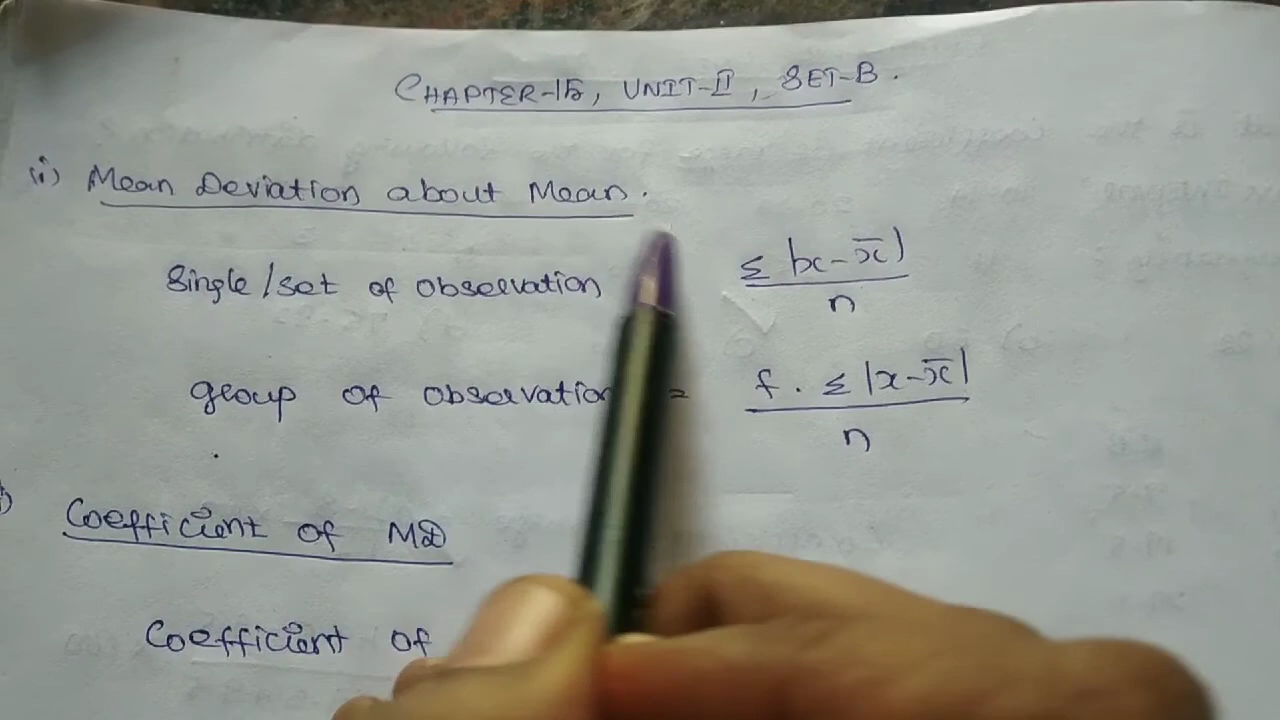 CHAPTER-15, UNIT-II, SET-B.
(i) Mean Deviation about Mean.
Single/set of observation Σ |x-x̄| / n
group of observation = f. Σ |x-x̄| / n
Coefficient of MD
Coefficient of